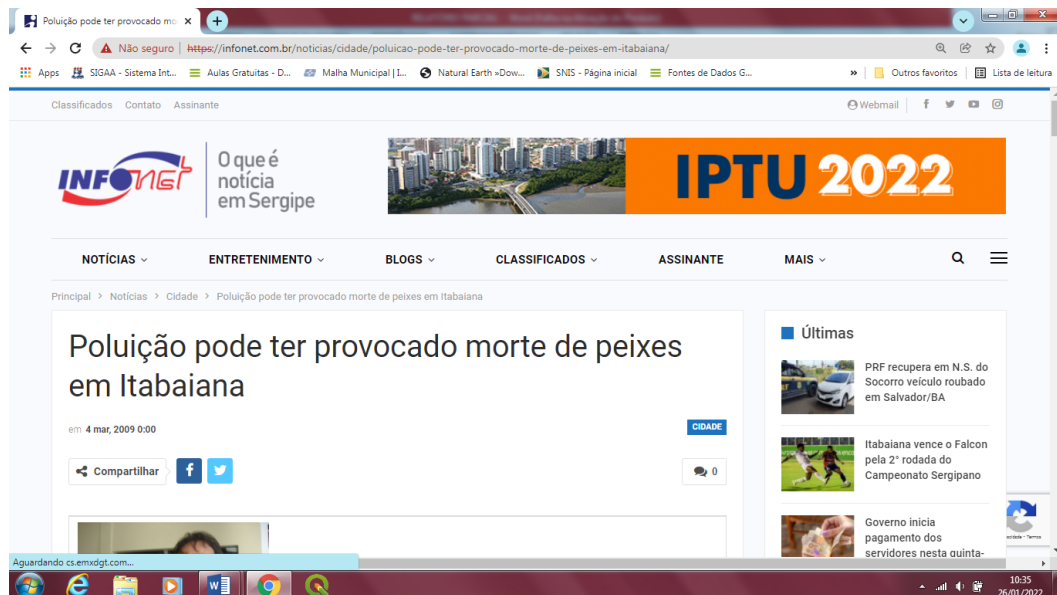 Poluição pode ter provocado mo
Não seguro | https://infonet.com.br/noticias/cidade/poluicao-pode-ter-provocado-morte-de-peixes-em-itabaiana/
Apps SIGAA - Sistema Int... Aulas Gratuitas - D... Malha Municipal | I... Natural Earth »Dow... SNIS - Página inicial Fontes de Dados G... » Outros favoritos Lista de leitura
Classificados Contato Assinante Webmail
INFONET
O que é
notícia
em Sergipe
IPTU 2022
NOTÍCIAS ENTRETENIMENTO BLOGS CLASSIFICADOS ASSINANTE MAIS
Principal > Notícias > Cidade > Poluição pode ter provocado morte de peixes em Itabaiana
Poluição pode ter provocado morte de peixes
em Itabaiana
em 4 mar, 2009 0:00
CIDADE
Compartilhar
0
Últimas
PRF recupera em N.S. do
Socorro veículo roubado
em Salvador/BA
Itabaiana vence o Falcon
pela 2° rodada do
Campeonato Sergipano
Governo inicia
pagamento dos
servidores nesta quinta-
Aguardando cs.emxdgt.com...
10:35
26/01/2022